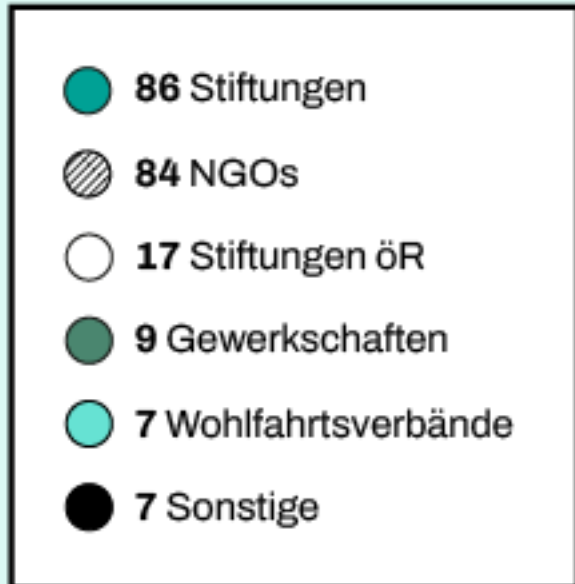 86 Stiftungen
84 NGOs
17 Stiftungen öR
9 Gewerkschaften
7 Wohlfahrtsverbände
7 Sonstige